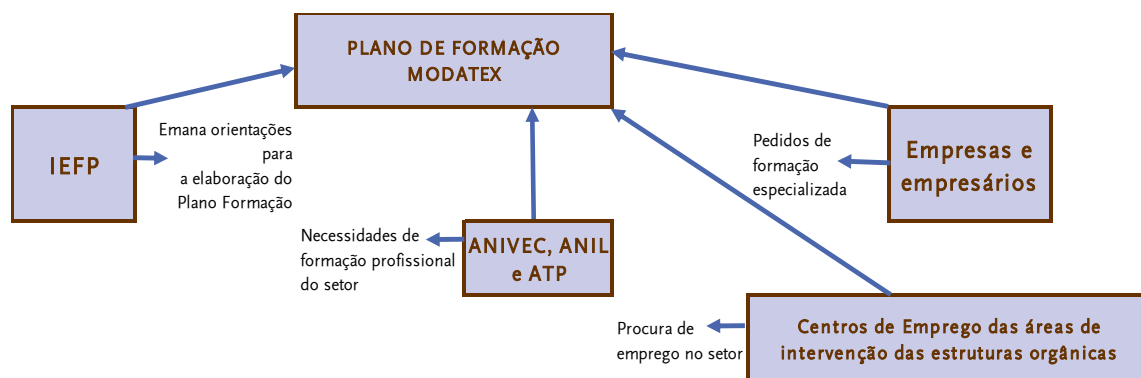 PLANO DE FORMAÇÃO
MODATEX
IEFP
Emana orientações
para
a elaboração do
Plano Formação
Pedidos de
formação
especializada
Empresas e
empresários
Necessidades de
formação profissional
do setor
ANIVEC, ANIL
e ATP
Procura de
emprego no setor
Centros de Emprego das áreas de
intervenção das estruturas orgânicas